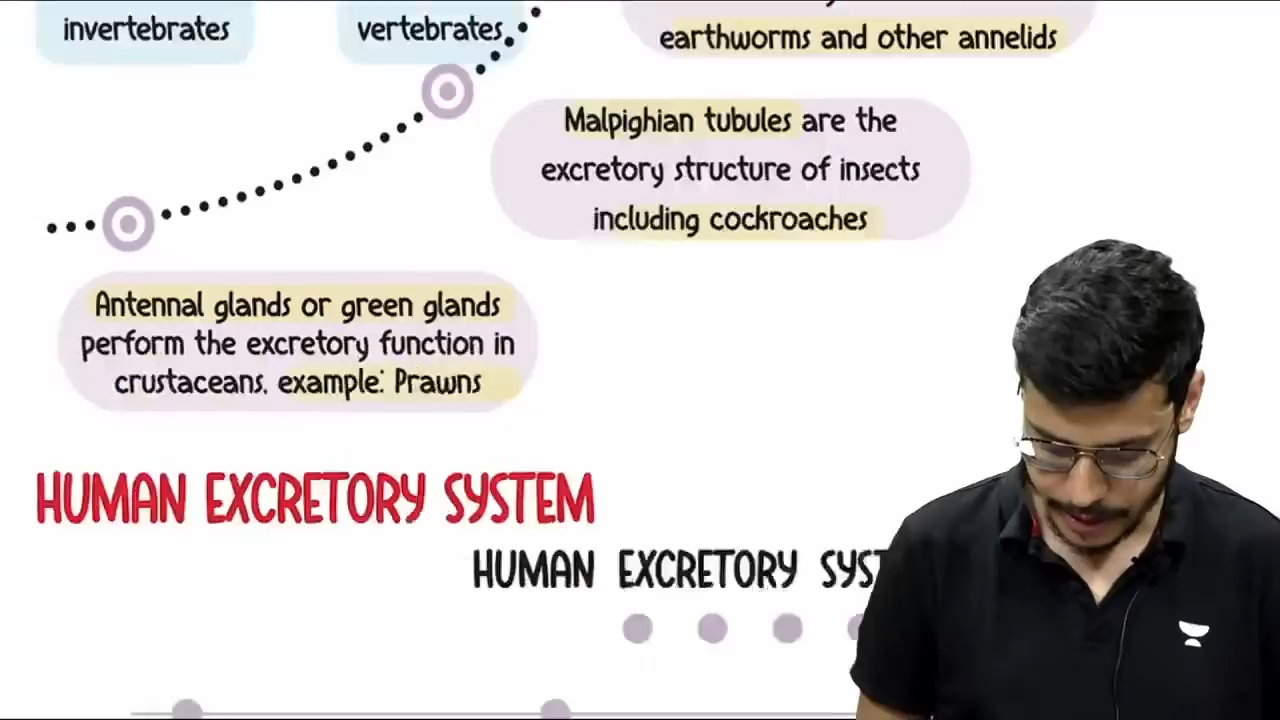 invertebrates
vertebrates
earthworms and other annelids
Malpighian tubules are the
excretory structure of insects
including cockroaches
Antennal glands or green glands
perform the excretory function in
crustaceans, example: Prawns
HUMAN EXCRETORY SYSTEM
HUMAN EXCRETORY SYST